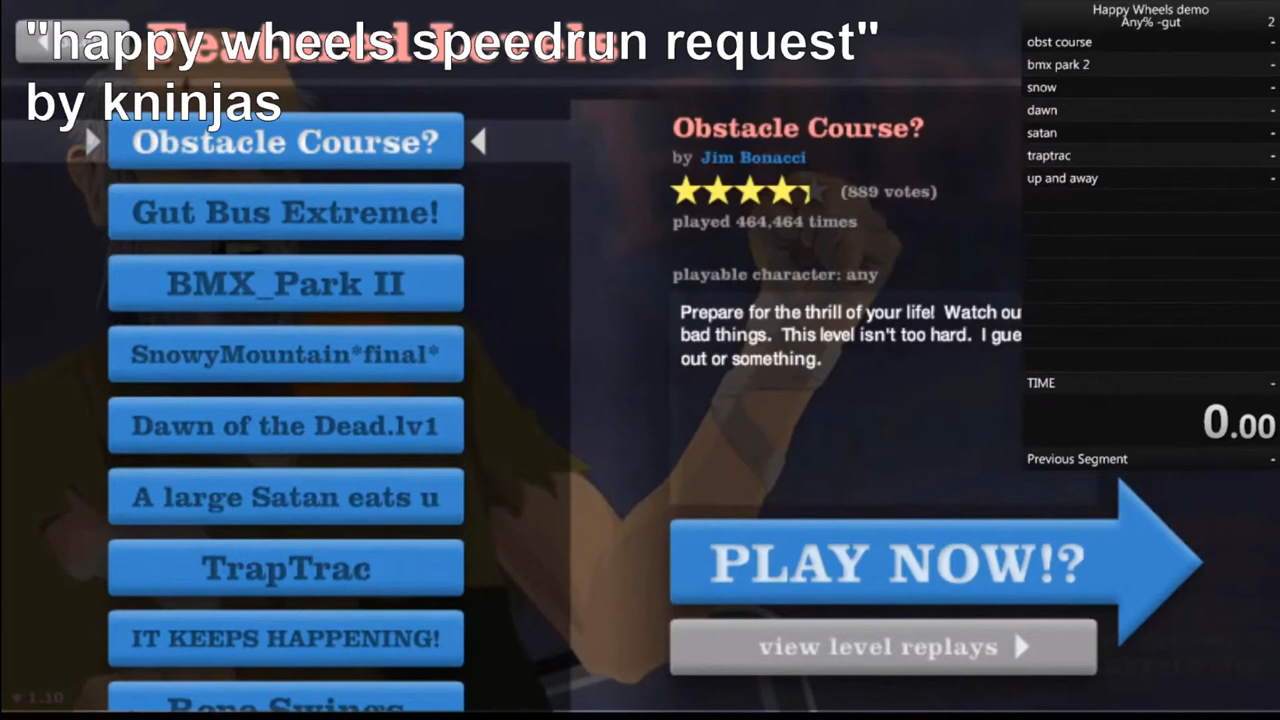 "happy wheels speedrun request"
by kninjas
Obstacle Course?
Gut Bus Extreme!
BMX_Park II
SnowyMountain*final*
Dawn of the Dead.lv1
A large Satan eats u
TrapTrac
IT KEEPS HAPPENING!
Rope Swings
v 1.10
Obstacle Course?
by Jim Bonacci
(889 votes)
played 464,464 times
playable character: any
Prepare for the thrill of your life! Watch ou
bad things. This level isn't too hard. I gue
out or something.
PLAY NOW!?
view level replays
Happy Wheels demo
Any% -gut 2
obst course -
bmx park 2 -
snow -
dawn -
satan -
traptrac -
up and away -
TIME -
0.00
Previous Segment -